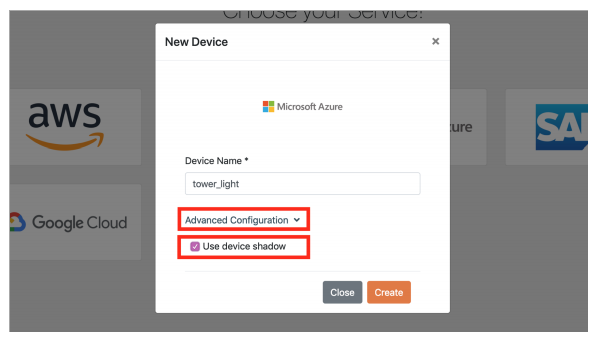 Choose your Service!
New Device ×
aws
Microsoft Azure
ure
SA
Device Name *
tower_light
Advanced Configuration
Google Cloud
Use device shadow
Close Create